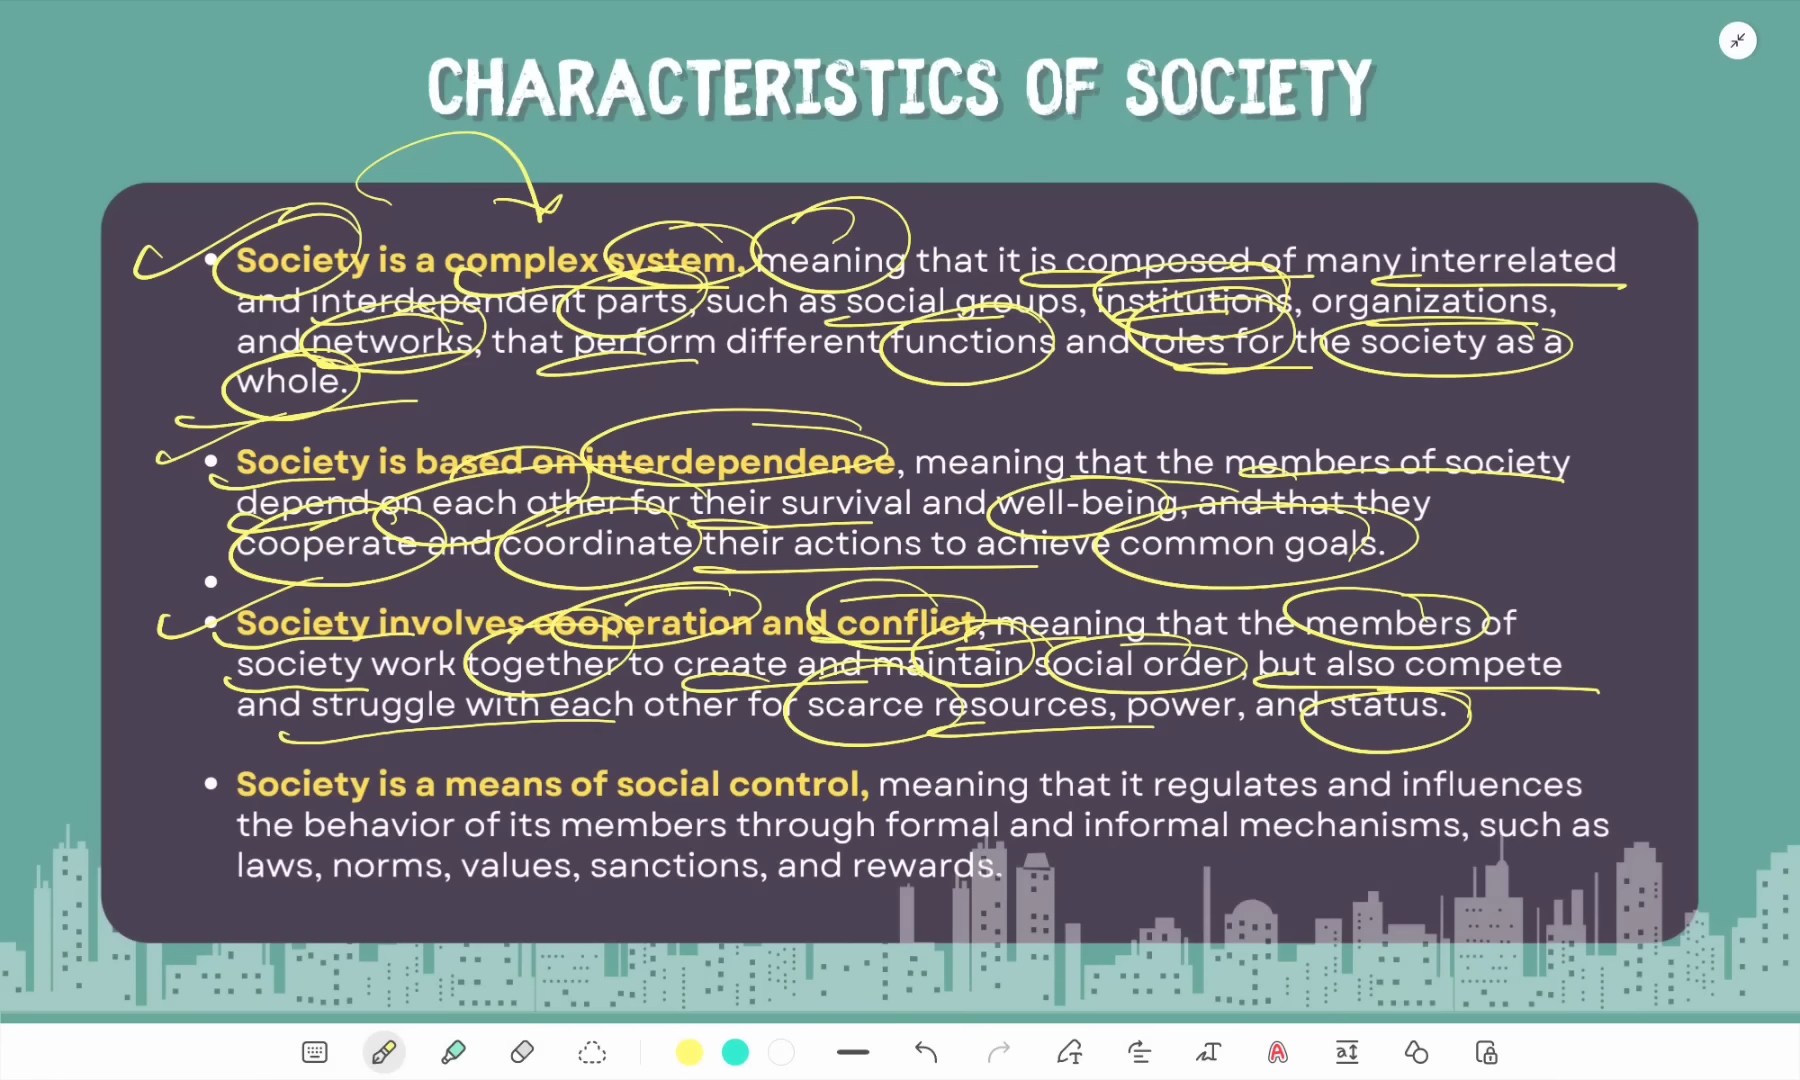 CHARACTERISTICS OF SOCIETY
• Society is a complex system, meaning that it is composed of many interrelated
and interdependent parts, such as social groups, institutions, organizations,
and networks, that perform different functions and roles for the society as a
whole.
• Society is based on interdependence, meaning that the members of society
depend on each other for their survival and well-being, and that they
cooperate and coordinate their actions to achieve common goals.
•
• Society involves cooperation and conflict, meaning that the members of
society work together to create and maintain social order, but also compete
and struggle with each other for scarce resources, power, and status.
• Society is a means of social control, meaning that it regulates and influences
the behavior of its members through formal and informal mechanisms, such as
laws, norms, values, sanctions, and rewards.